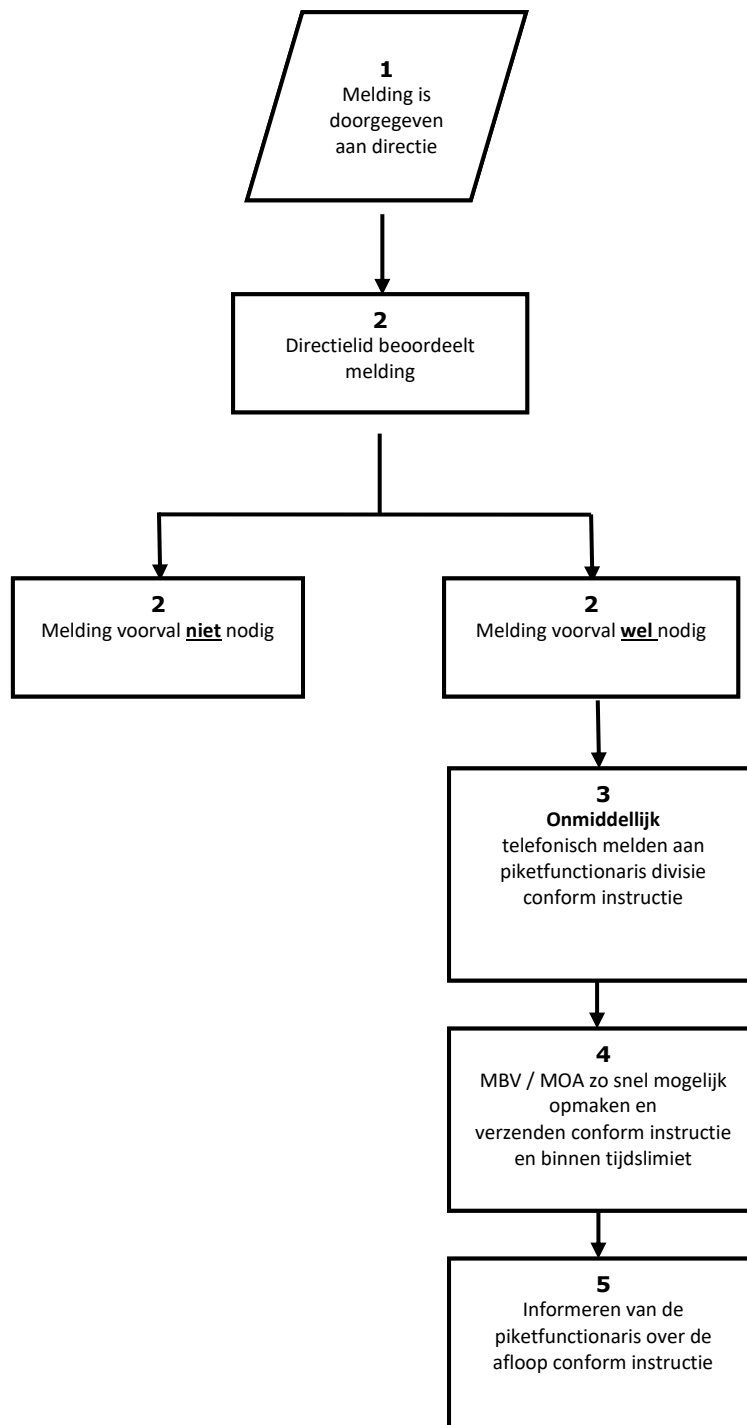 1
Melding is
doorgegeven
aan directie
2
Directielid beoordeelt
melding
2
Melding voorval niet nodig
2
Melding voorval wel nodig
3
Onmiddellijk
telefonisch melden aan
piketfunctionaris divisie
conform instructie
4
MBV / MOA zo snel mogelijk
opmaken en
verzenden conform instructie
en binnen tijdslimiet
5
Informeren van de
piketfunctionaris over de
afloop conform instructie